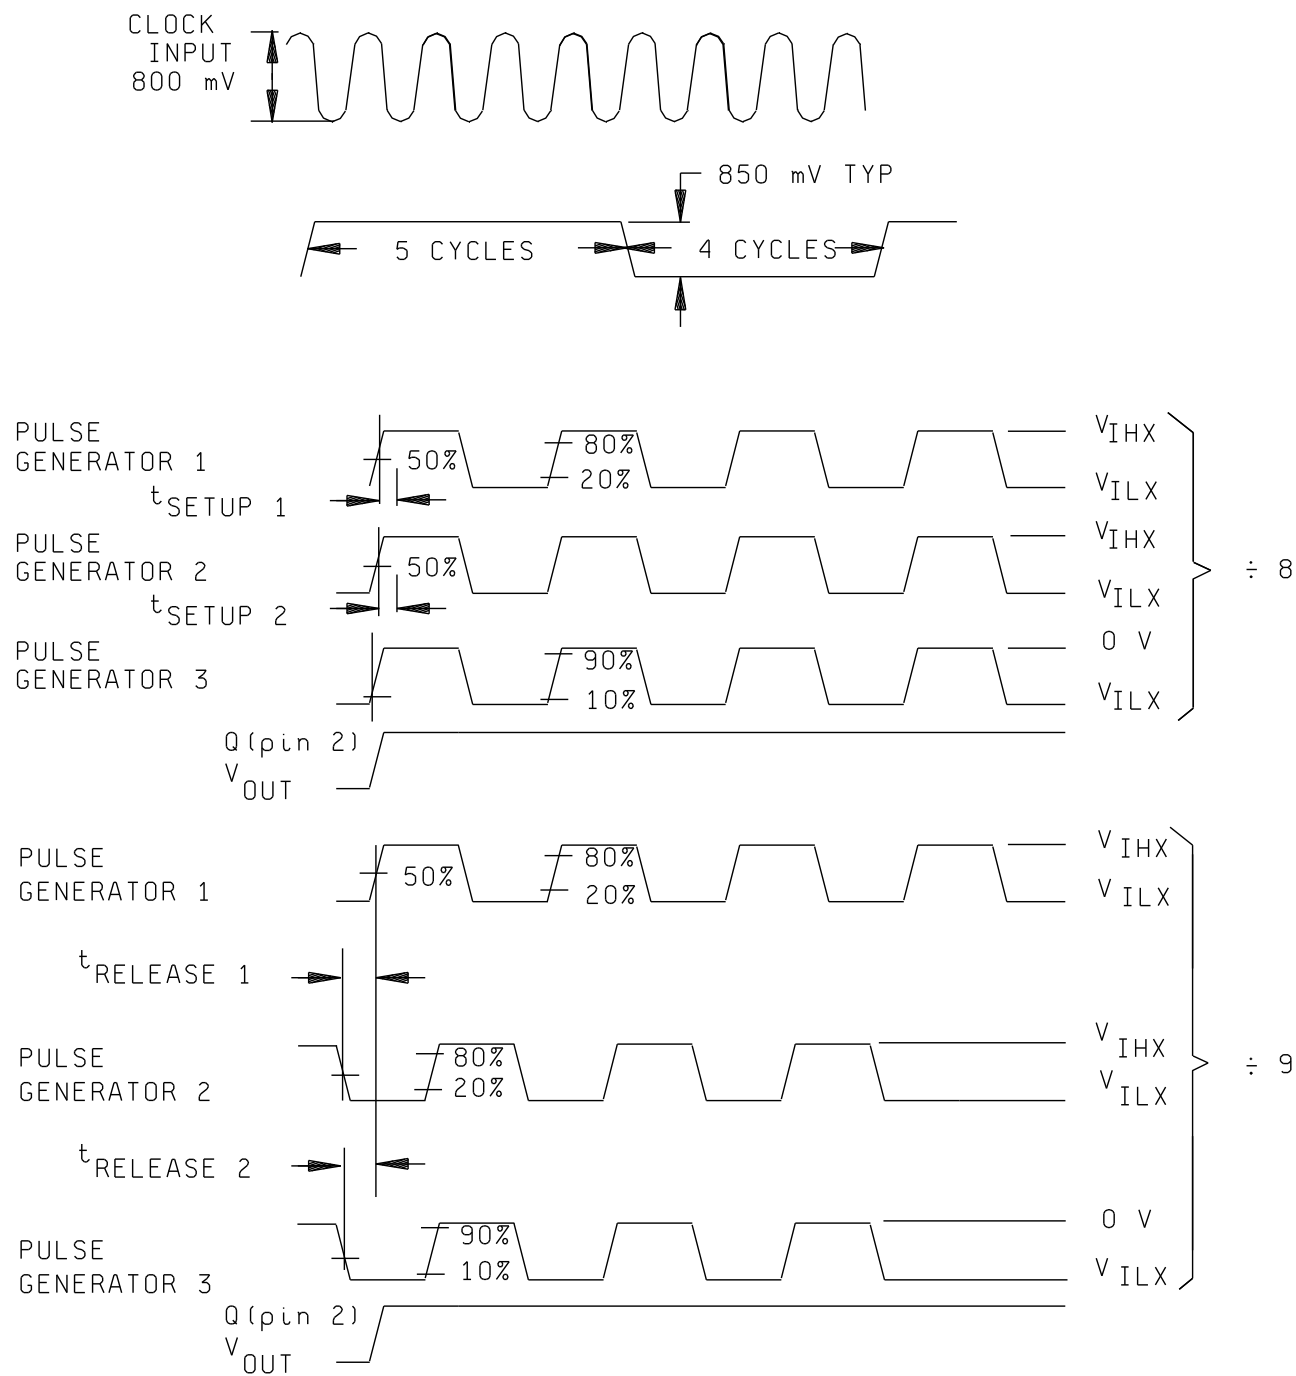 CLOCK
INPUT
800 mV
850 mV TYP
5 CYCLES
4 CYCLES
PULSE
GENERATOR 1
50%
80%
20%
VIHX
VILX
tSETUP 1
PULSE
GENERATOR 2
50%
VIHX
VILX
÷ 8
tSETUP 2
PULSE
GENERATOR 3
90%
10%
0 V
VILX
Q(pin 2)
VOUT
PULSE
GENERATOR 1
50%
80%
20%
VIHX
VILX
tRELEASE 1
PULSE
GENERATOR 2
80%
20%
VIHX
VILX
÷ 9
tRELEASE 2
PULSE
GENERATOR 3
90%
10%
0 V
VILX
Q(pin 2)
VOUT